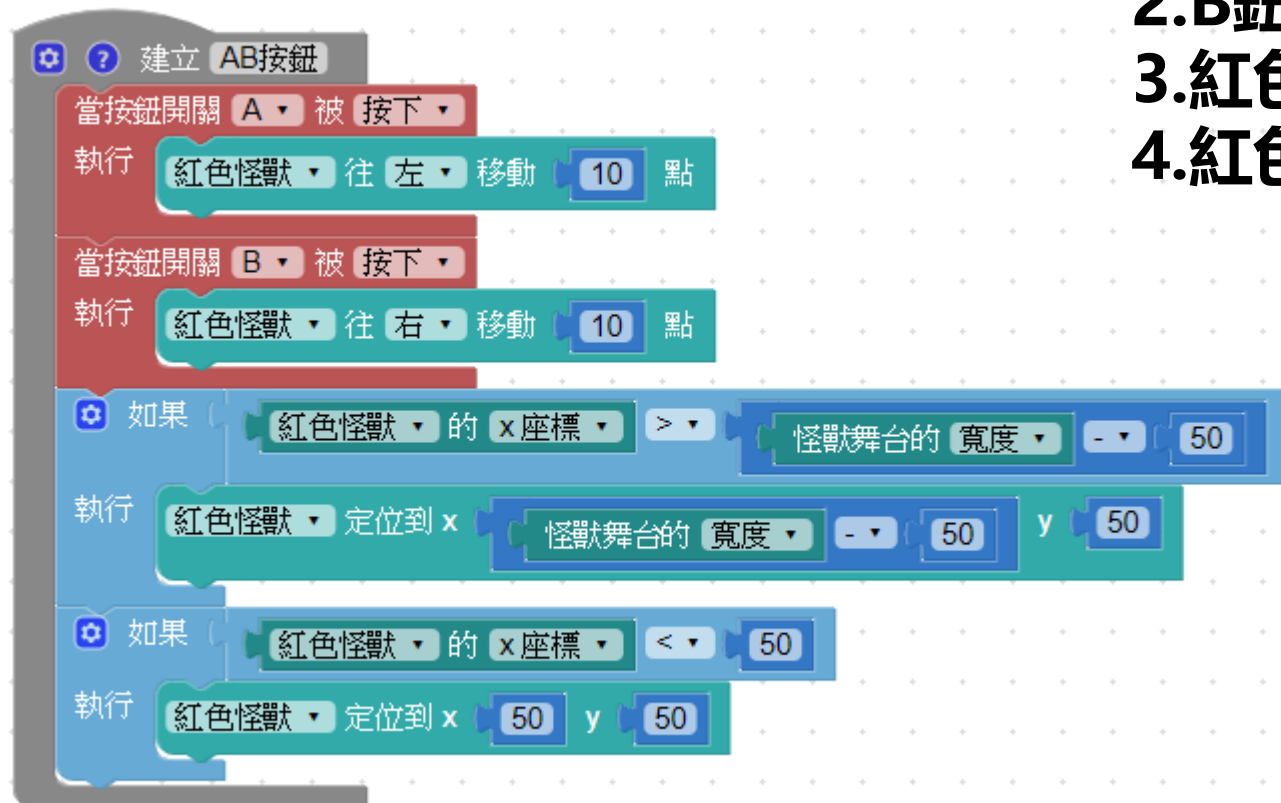 2.B鈕
3.紅色
4.紅色
? 建立 AB按鈕
當按鈕開關 A ▾ 被 按下 ▾
執行 紅色怪獸 ▾ 往 左 ▾ 移動 10 點
當按鈕開關 B ▾ 被 按下 ▾
執行 紅色怪獸 ▾ 往 右 ▾ 移動 10 點
如果 紅色怪獸 ▾ 的 x 座標 ▾ > ▾ 怪獸舞台的 寬度 ▾ - ▾ 50
執行 紅色怪獸 ▾ 定位到 x 怪獸舞台的 寬度 ▾ - ▾ 50 y 50
如果 紅色怪獸 ▾ 的 x 座標 ▾ < ▾ 50
執行 紅色怪獸 ▾ 定位到 x 50 y 50